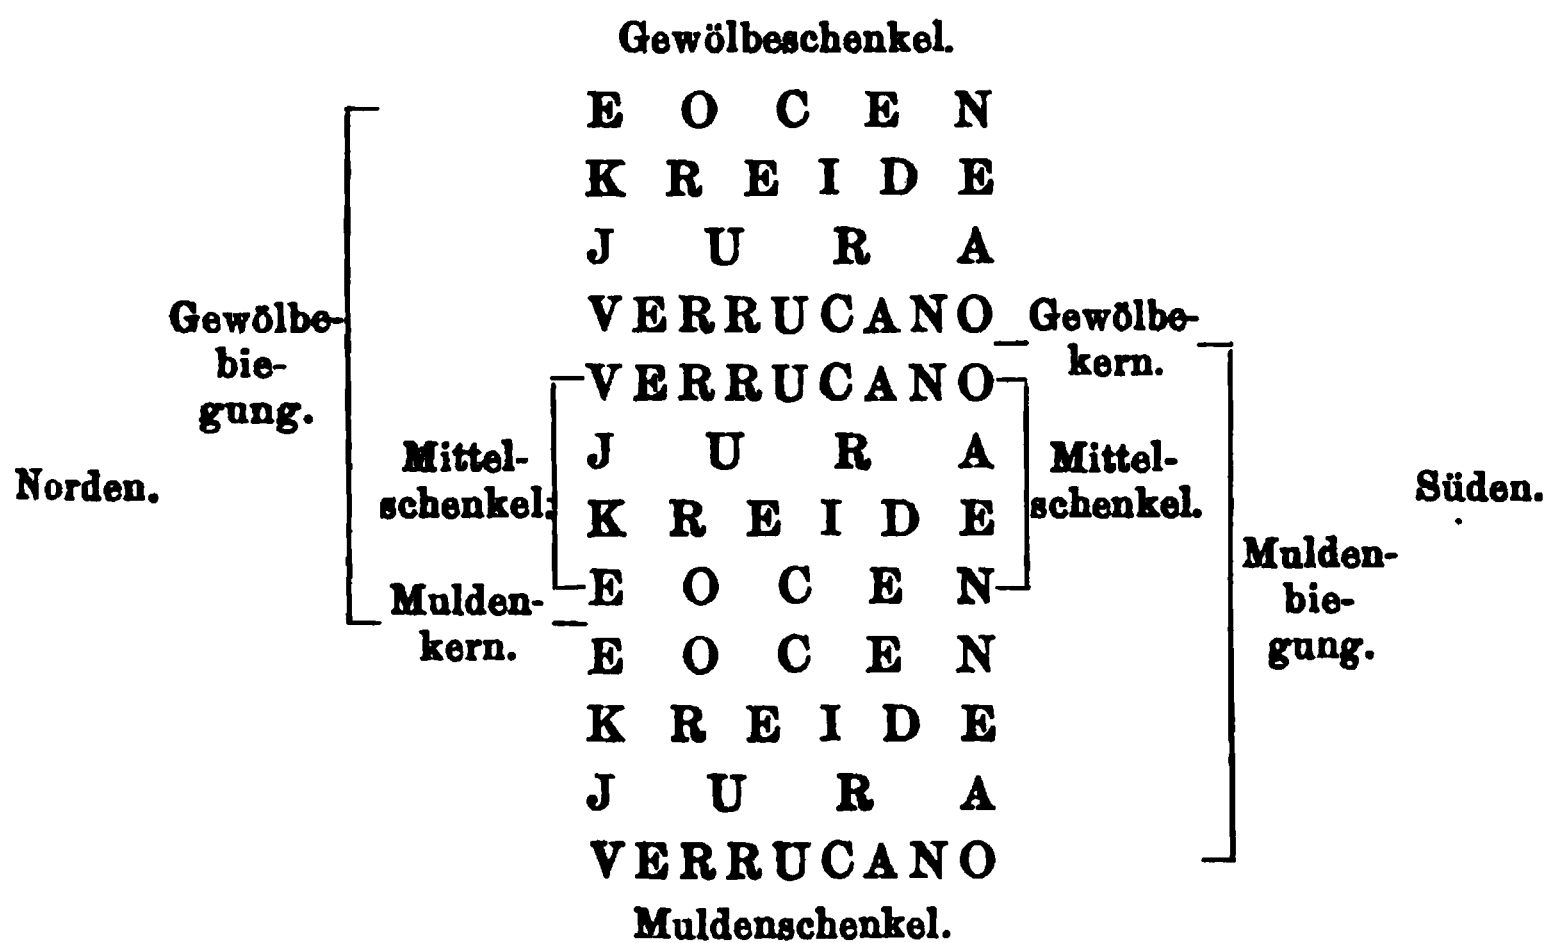 Gewölbeschenkel.
E O C E N
K R E I D E
J U R A
VERRUCANO
Gewölbe-
bie-
gung.
Gewölbe-
kern.
VERRUCANO
J U R A
Mittel-
schenkel.
Mittel-
schenkel.
Norden.
Süden.
K R E I D E
E O C E N
Mulden-
kern.
Mulden-
bie-
gung.
E O C E N
K R E I D E
J U R A
VERRUCANO
Muldenschenkel.